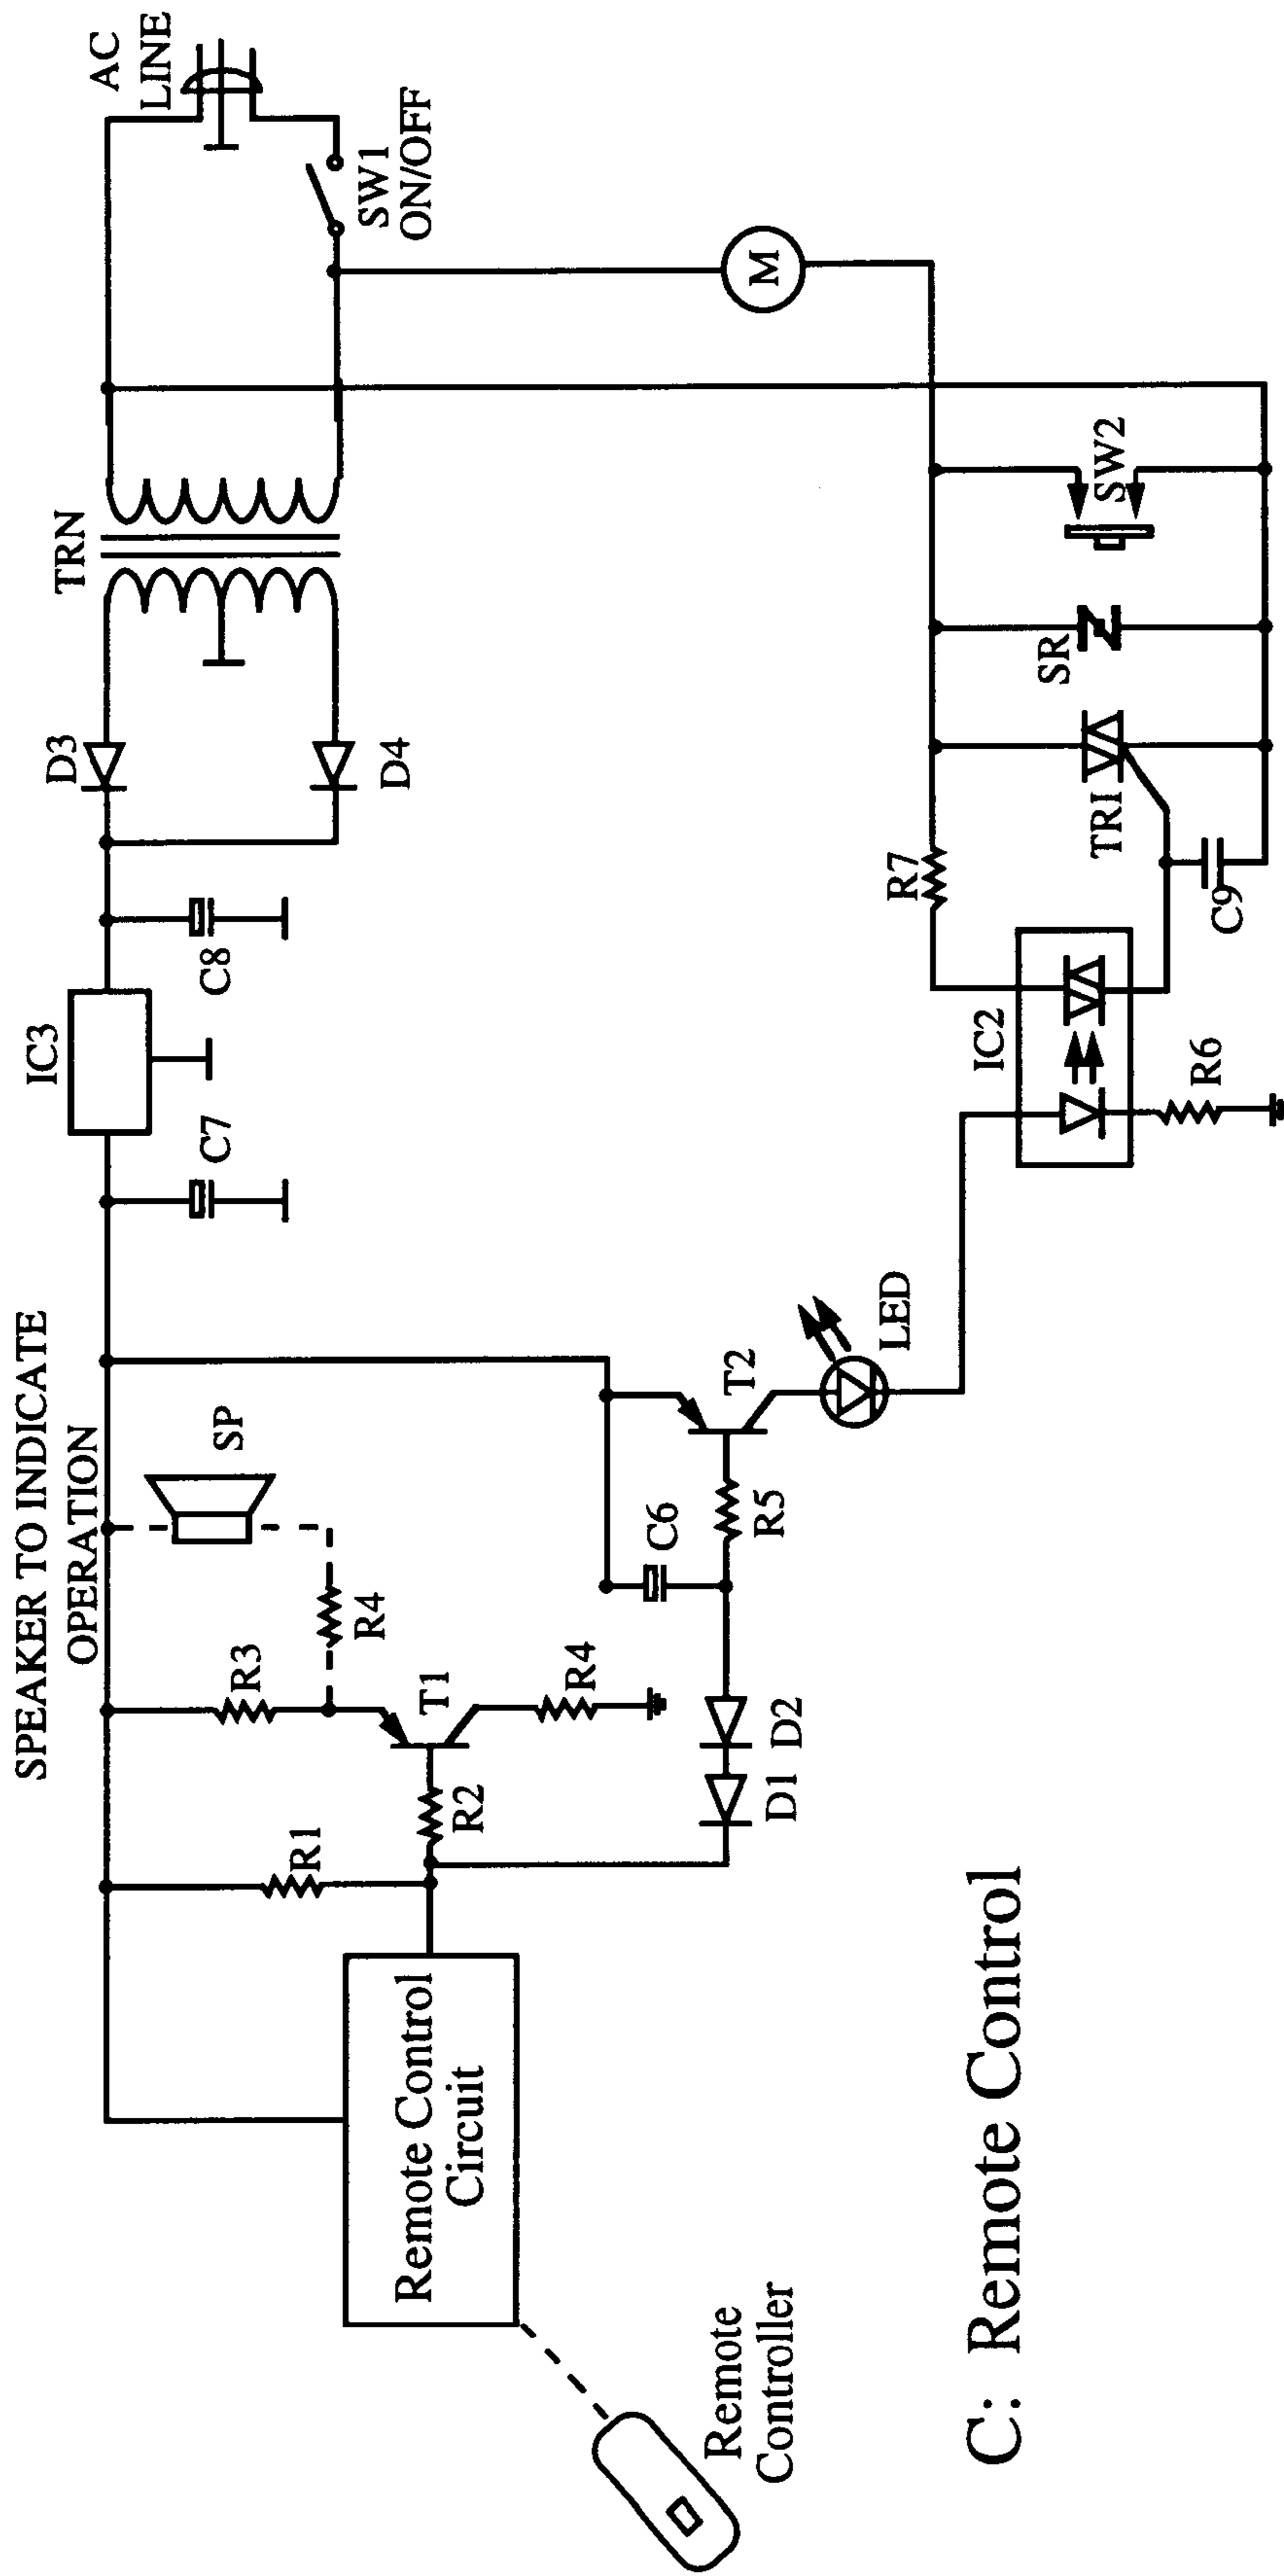 SPEAKER TO INDICATE
OPERATION
AC
LINE
SW1
ON/OFF
TRN
D3
D4
IC3
C8
C7
SP
R3
R4
R1
T1
R2
R4
C6
R5
T2
D1
D2
LED
M
Remote Control
Circuit
Remote
Controller
R7
IC2
R6
TRI
SR
SW2
C9
C: Remote Control